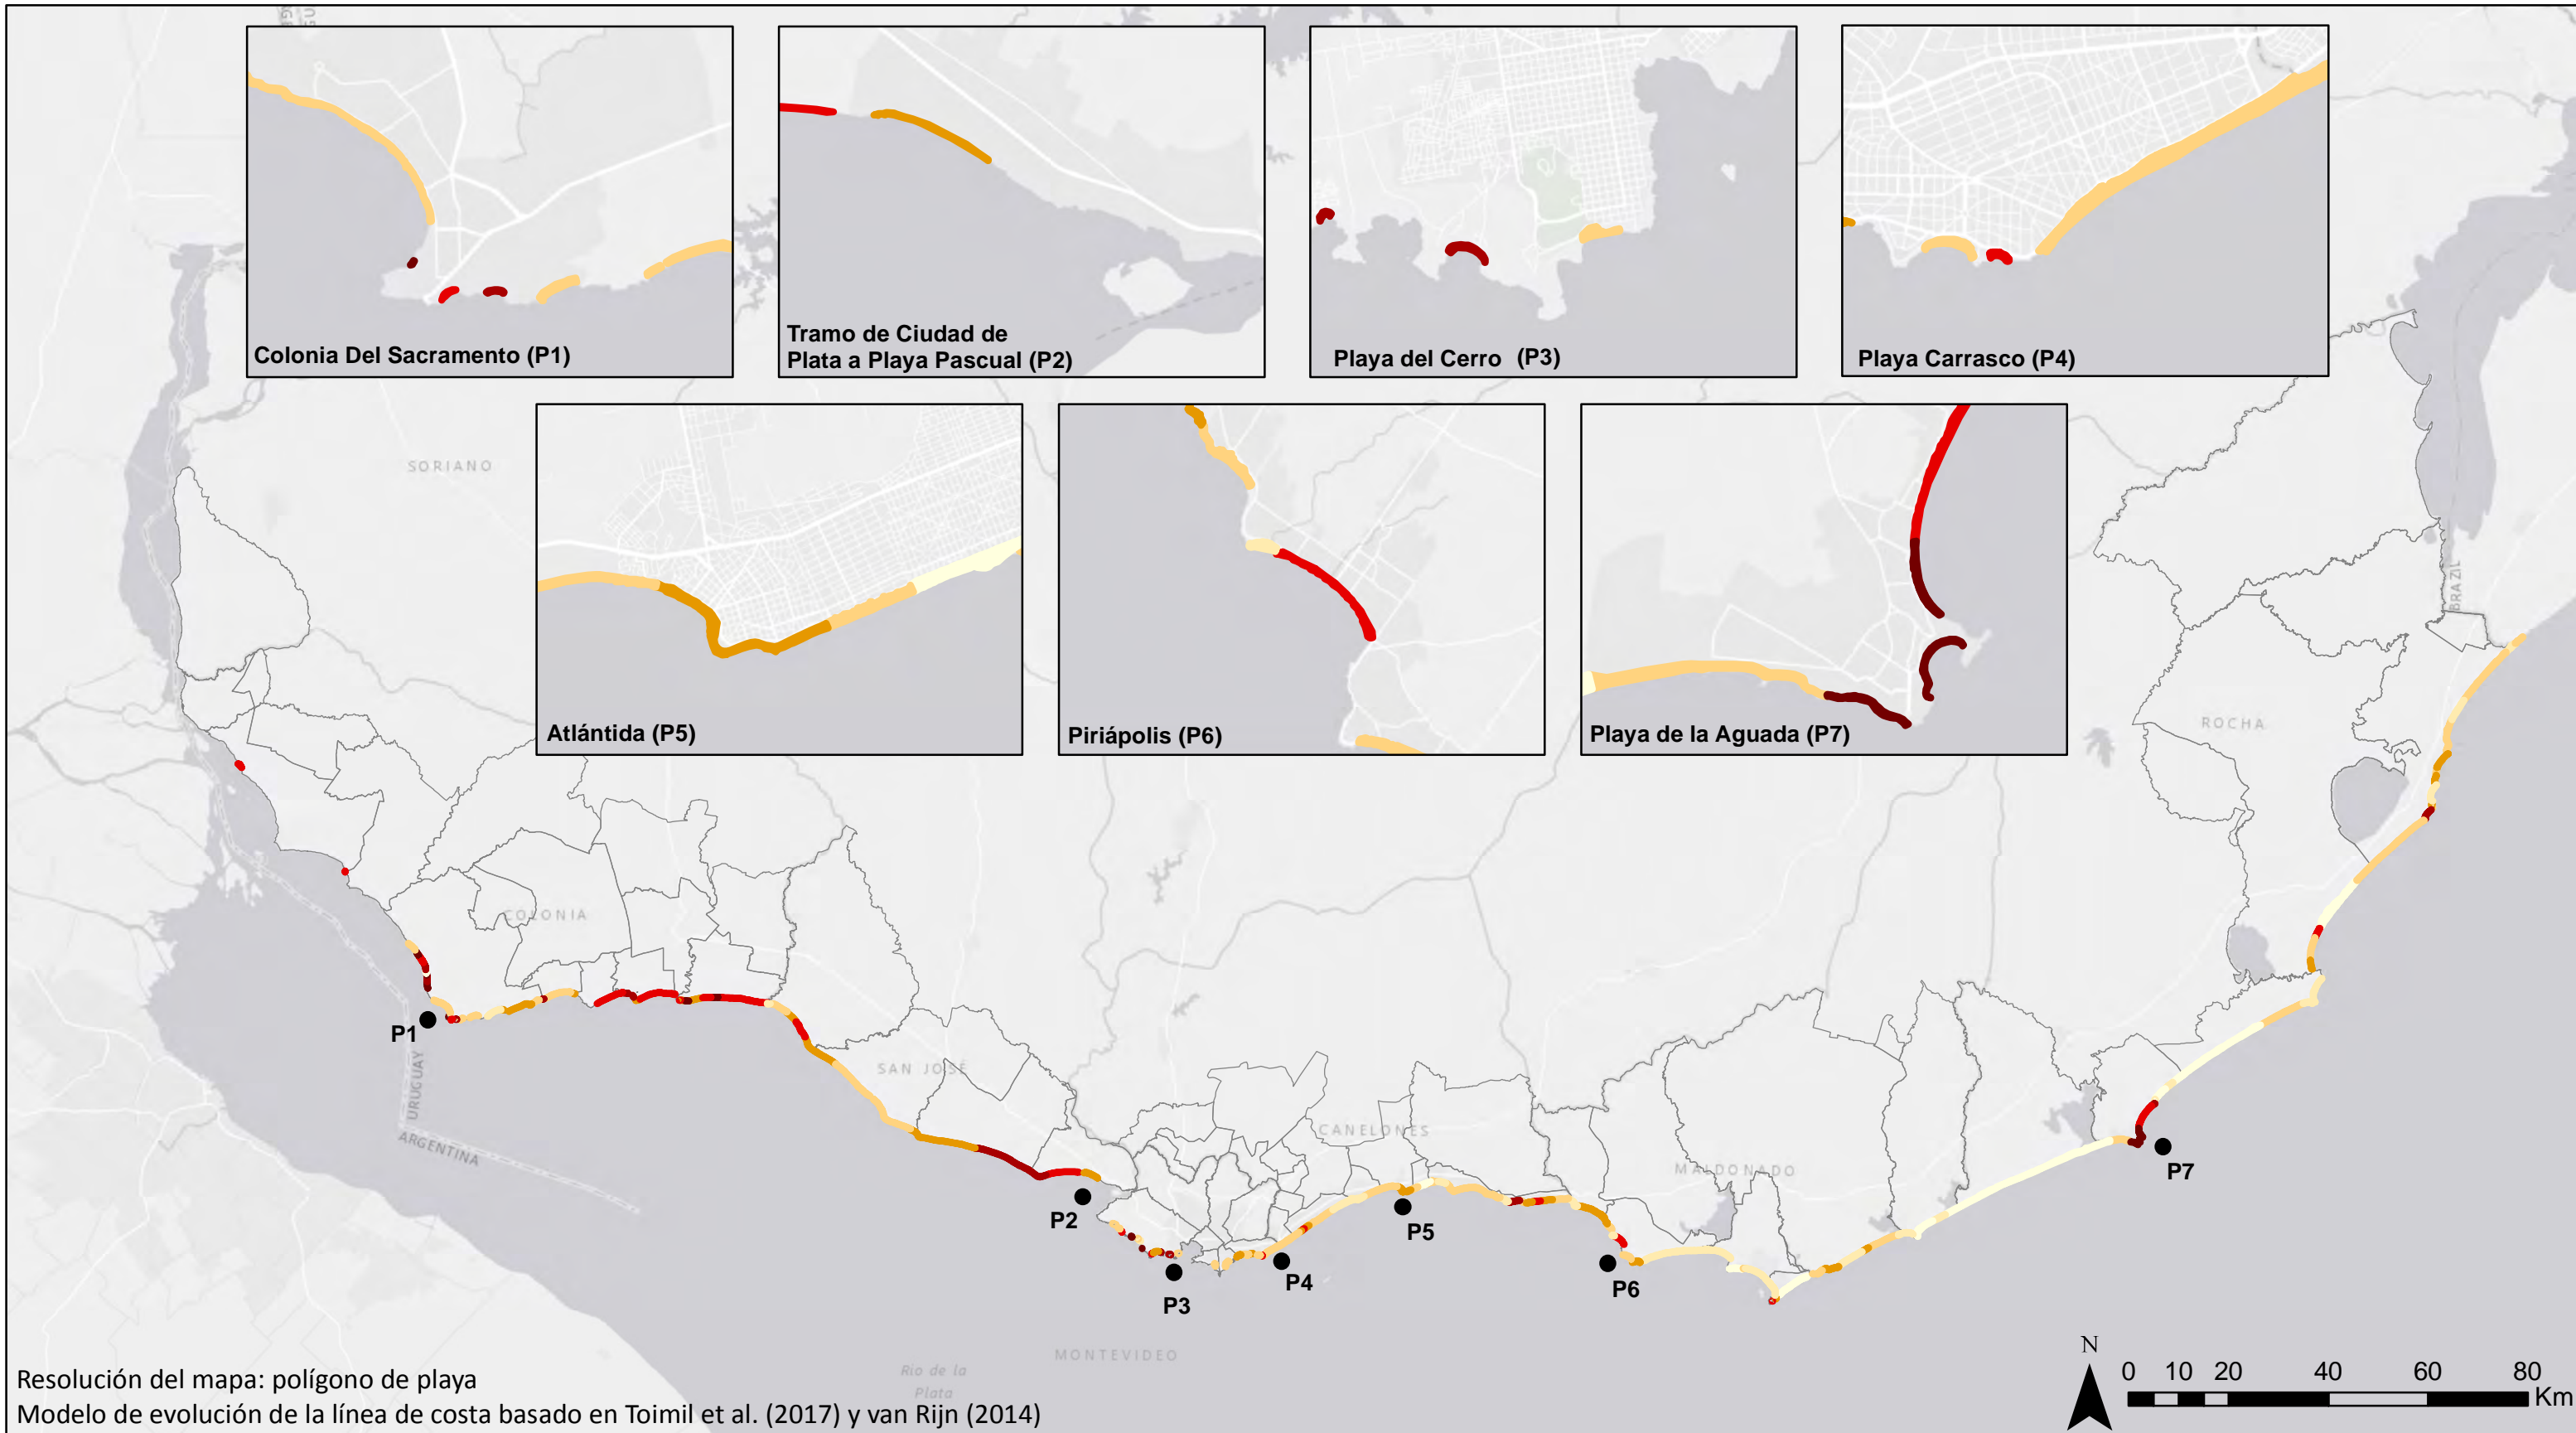 Colonia Del Sacramento (P1)
Tramo de Ciudad de
Plata a Playa Pascual (P2)
Playa del Cerro (P3)
Playa Carrasco (P4)
Atlántida (P5)
Piriápolis (P6)
Playa de la Aguada (P7)
SORIANO
BRAZIL
ROCHA
COLONIA
P1
URUGUAY
ARGENTINA
SAN JOSÉ
CANELONES
MALDONADO
P2
P3
P4
P5
P6
P7
MONTEVIDEO
Rio de la
Plata
Resolución del mapa: polígono de playa
Modelo de evolución de la línea de costa basado en Toimil et al. (2017) y van Rijn (2014)
N
0 10 20 40 60 80
Km